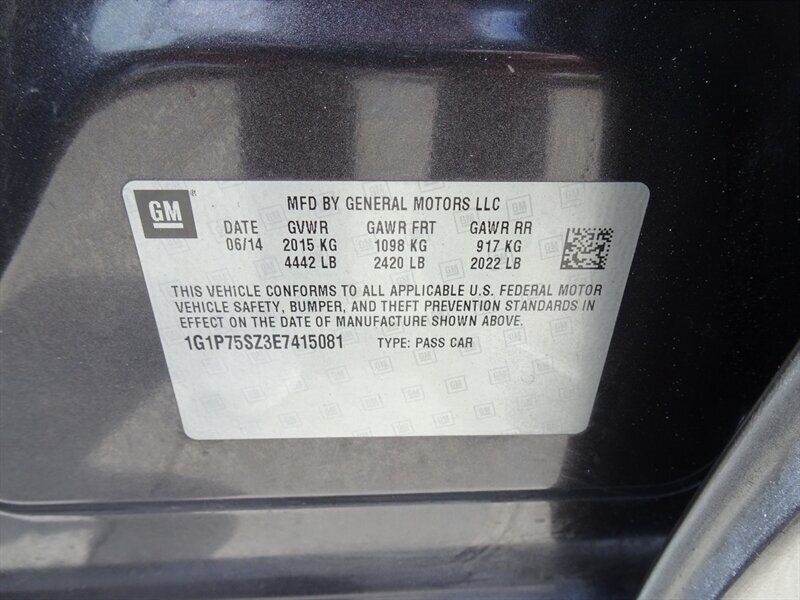 GM
®
MFD BY GENERAL MOTORS LLC
DATE GVWR GAWR FRT GAWR RR
06/14 2015 KG 1098 KG 917 KG
4442 LB 2420 LB 2022 LB
THIS VEHICLE CONFORMS TO ALL APPLICABLE U.S. FEDERAL MOTOR
VEHICLE SAFETY, BUMPER, AND THEFT PREVENTION STANDARDS IN
EFFECT ON THE DATE OF MANUFACTURE SHOWN ABOVE.
1G1P75SZ3E7415081 TYPE: PASS CAR